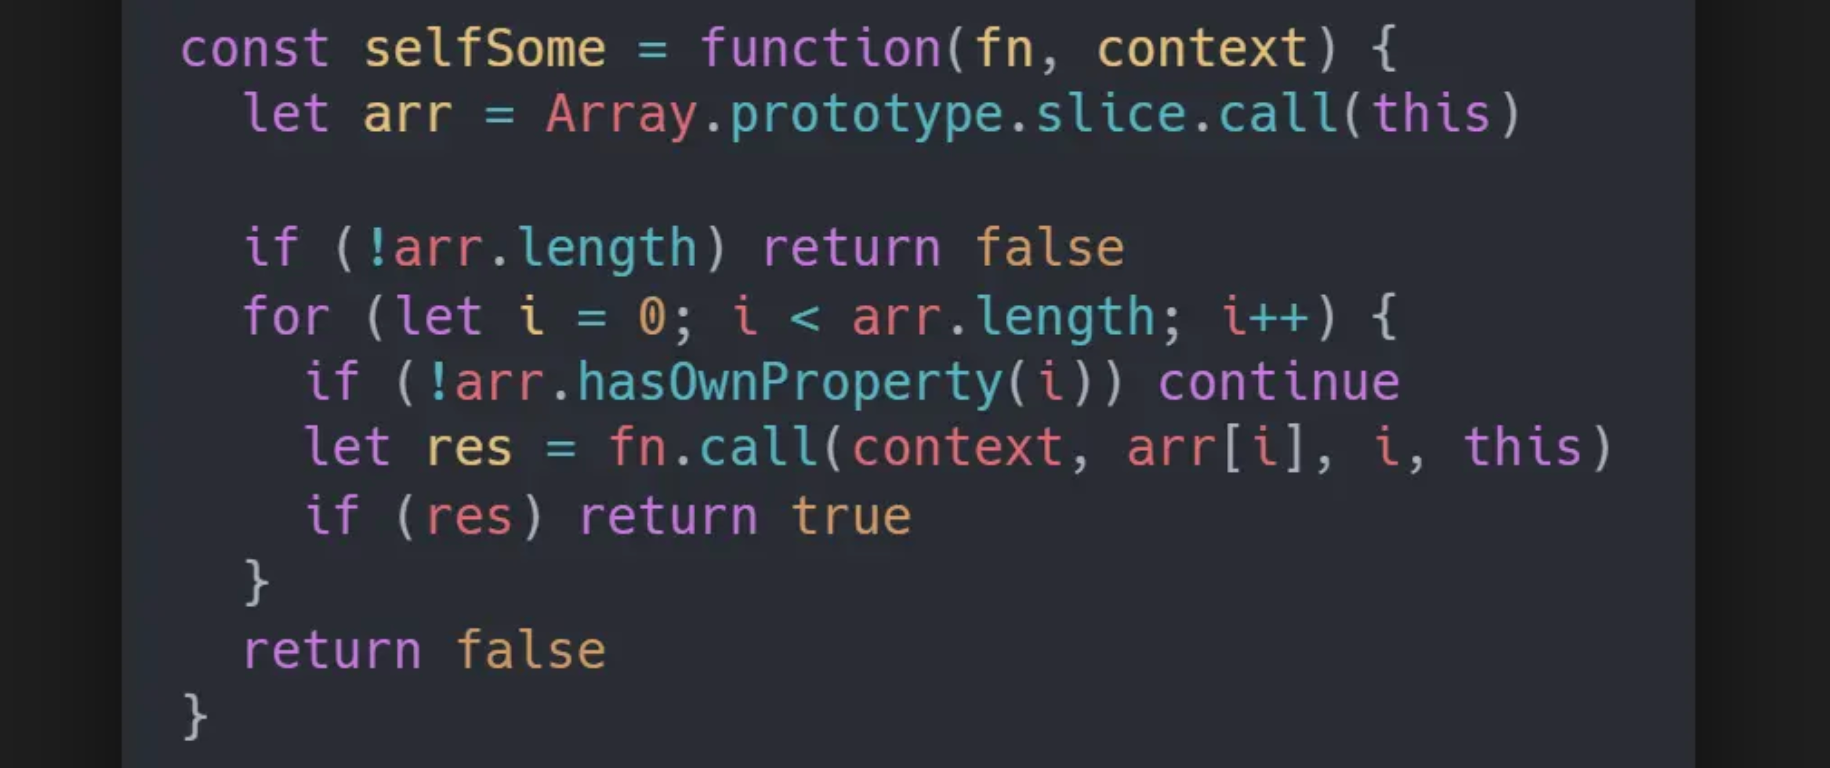 const selfSome = function(fn, context) {
  let arr = Array.prototype.slice.call(this)

  if (!arr.length) return false
  for (let i = 0; i < arr.length; i++) {
    if (!arr.hasOwnProperty(i)) continue
    let res = fn.call(context, arr[i], i, this)
    if (res) return true
  }
  return false
}